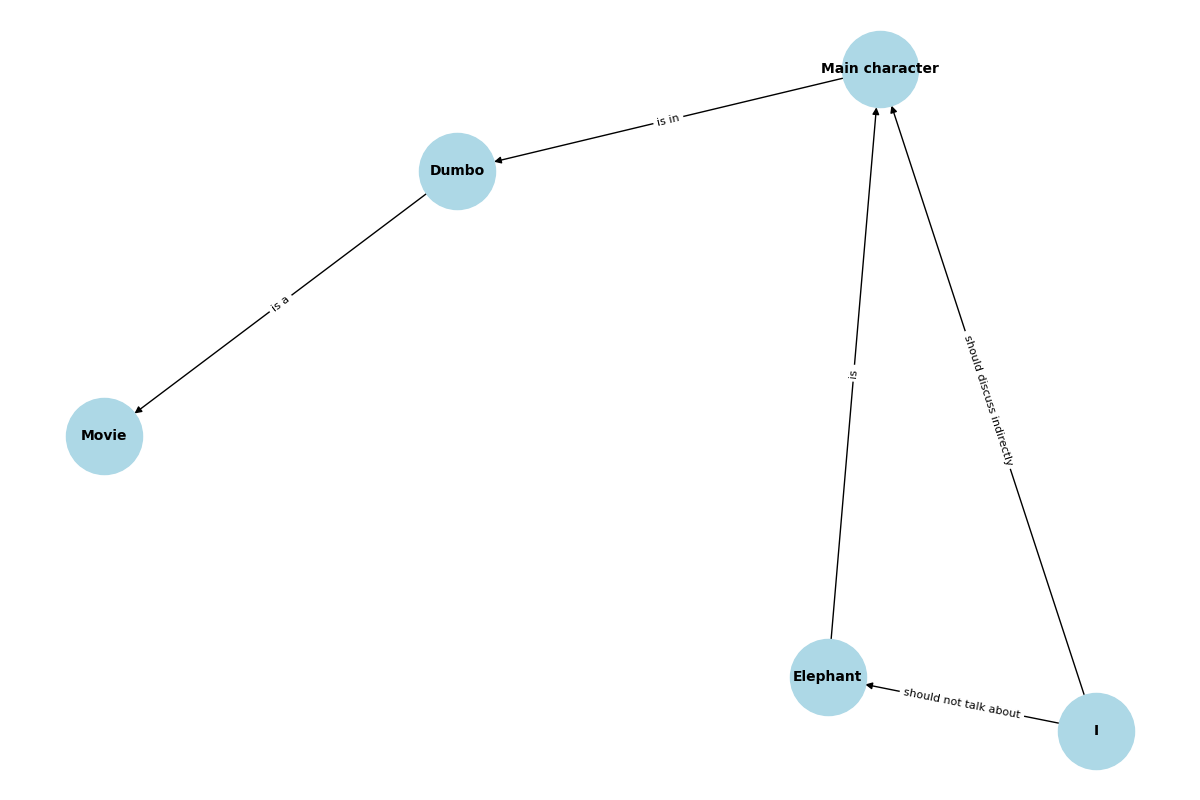 Main character
is in
Dumbo
is a
should discuss indirectly
is
Movie
Elephant
should not talk about
I